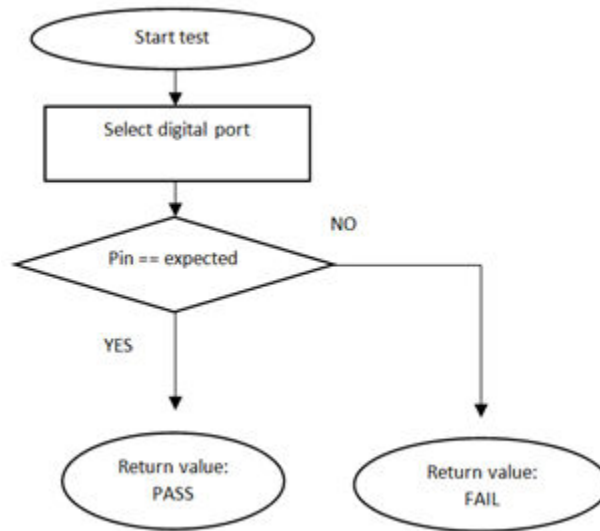 Start test
Select digital port
NO
Pin == expected
YES
Return value:
PASS
Return value:
FAIL